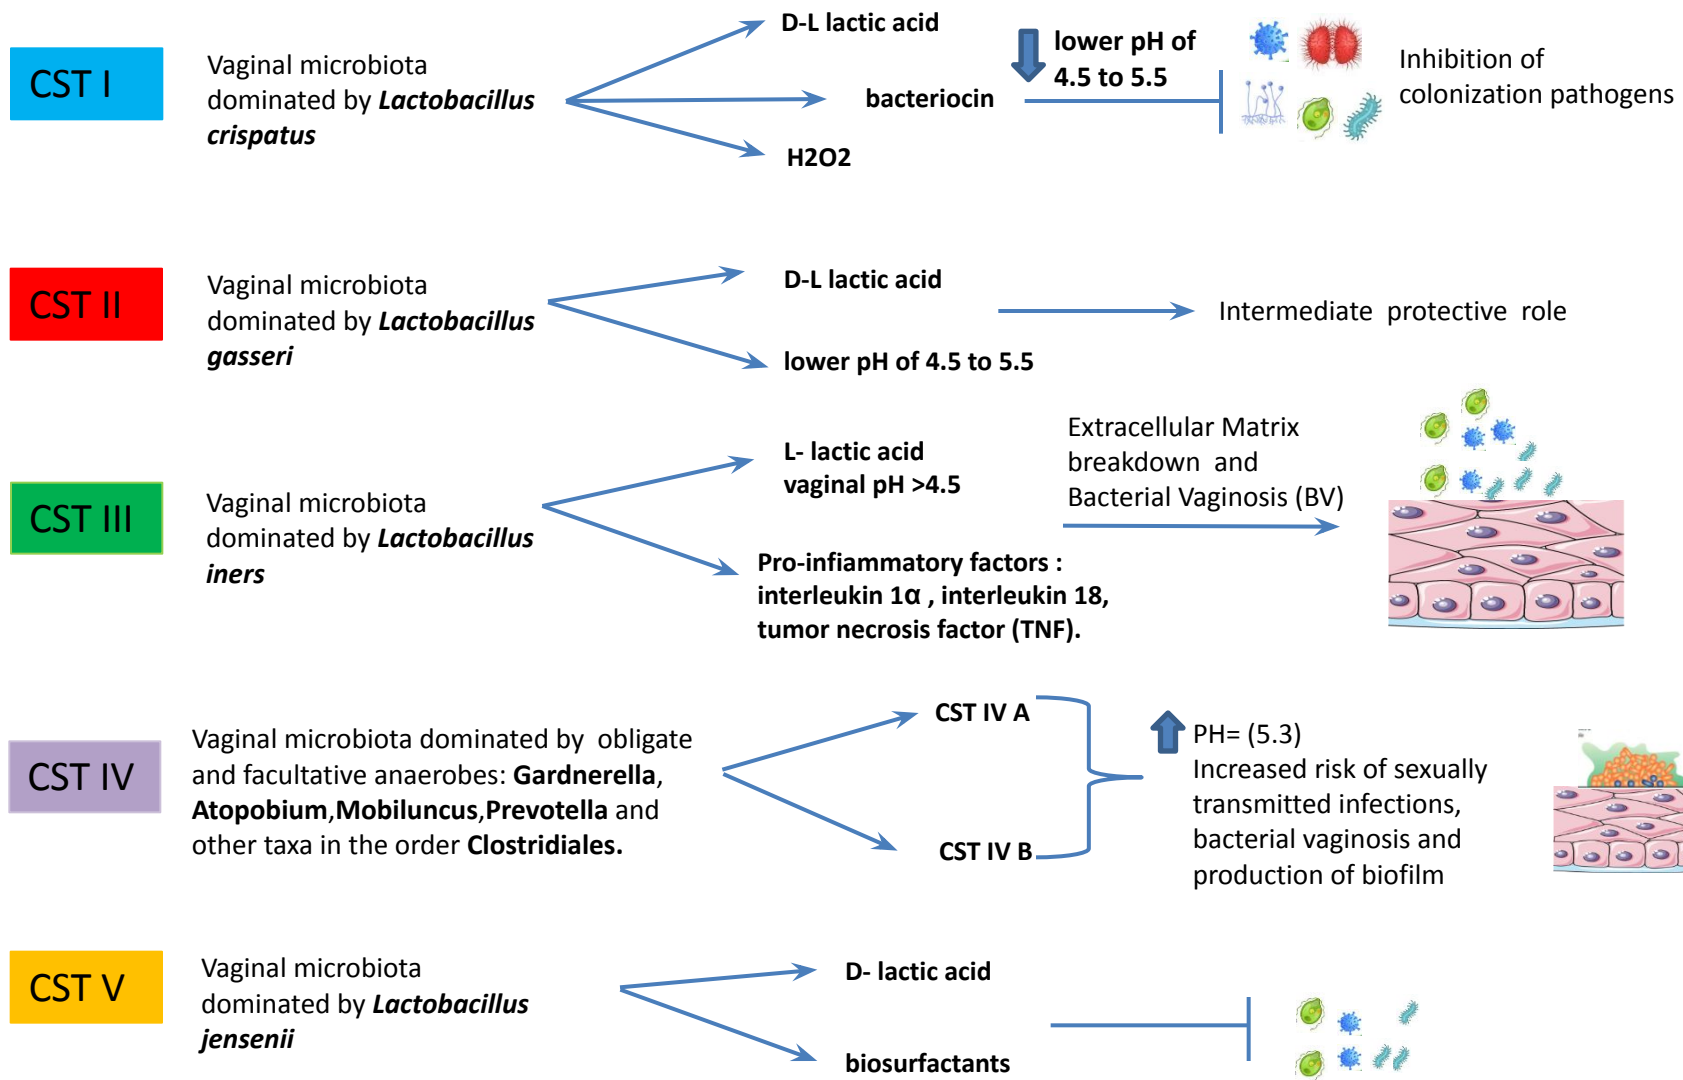 CST I
Vaginal microbiota
dominated by Lactobacillus
crispatus
D-L lactic acid
bacteriocin
H2O2
lower pH of
4.5 to 5.5
Inhibition of
colonization pathogens
CST II
Vaginal microbiota
dominated by Lactobacillus
gasseri
D-L lactic acid
lower pH of 4.5 to 5.5
Intermediate protective role
CST III
Vaginal microbiota
dominated by Lactobacillus
iners
L- lactic acid
vaginal pH >4.5
Pro-infiammatory factors :
interleukin 1α , interleukin 18,
tumor necrosis factor (TNF).
Extracellular Matrix
breakdown and
Bacterial Vaginosis (BV)
CST IV
Vaginal microbiota dominated by obligate
and facultative anaerobes: Gardnerella,
Atopobium,Mobiluncus,Prevotella and
other taxa in the order Clostridiales.
CST IV A
CST IV B
PH= (5.3)
Increased risk of sexually
transmitted infections,
bacterial vaginosis and
production of biofilm
CST V
Vaginal microbiota
dominated by Lactobacillus
jensenii
D- lactic acid
biosurfactants